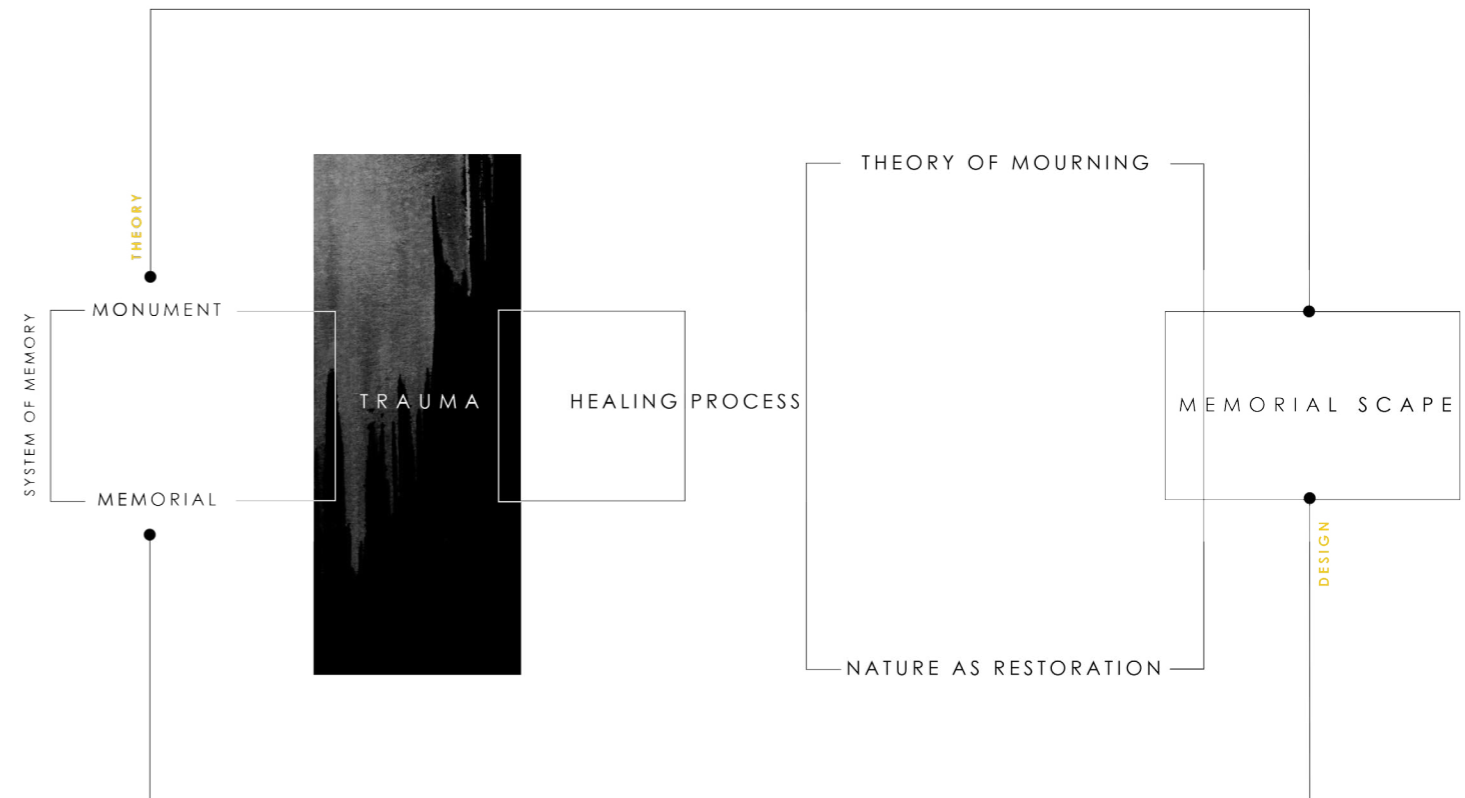 THEORY
SYSTEM OF MEMORY
MONUMENT
MEMORIAL
TRAUMA
HEALING PROCESS
THEORY OF MOURNING
NATURE AS RESTORATION
MEMORIAL SCAPE
DESIGN